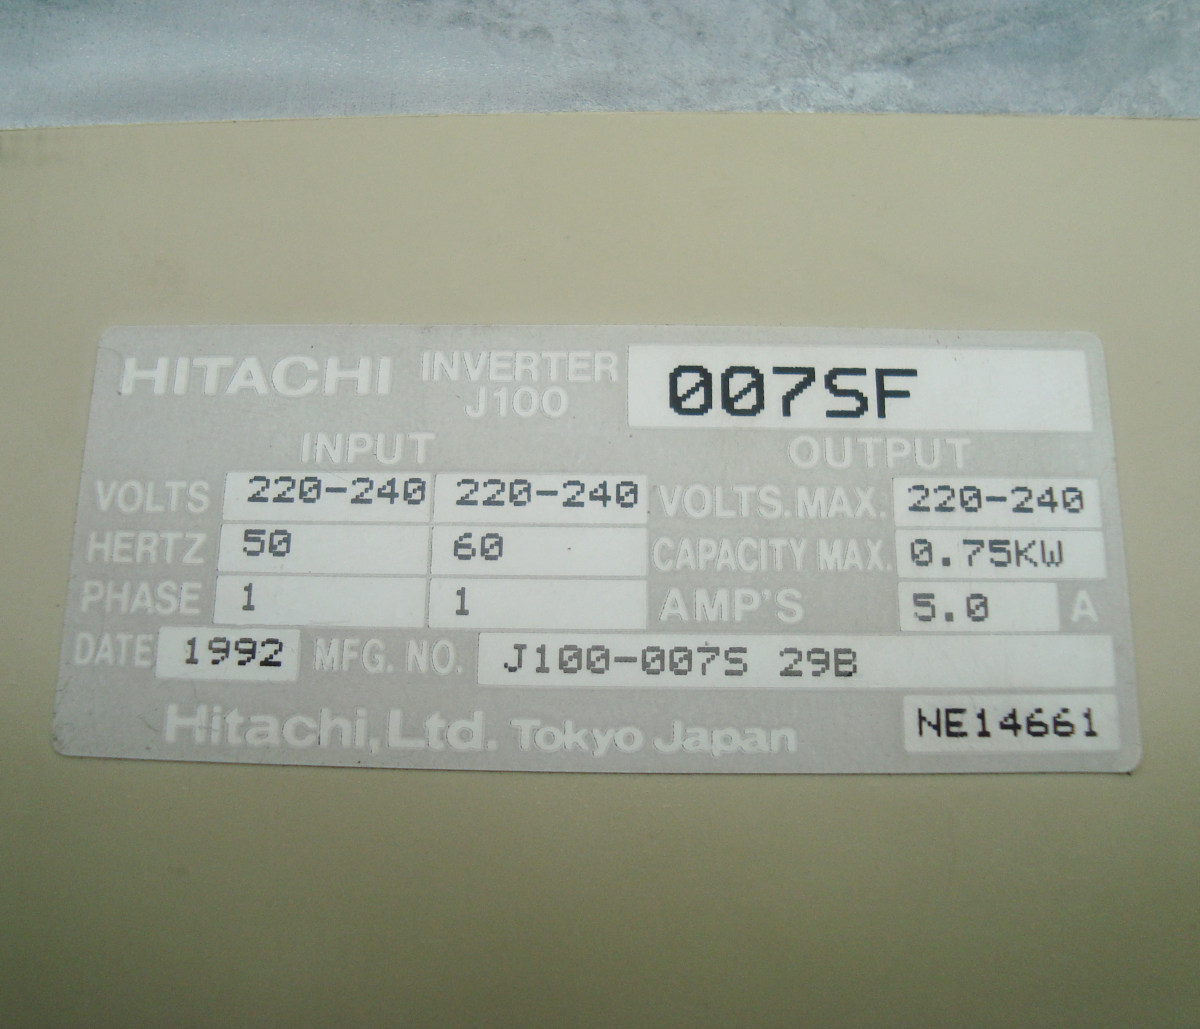 HITACHI INVERTER J100 007SF
INPUT OUTPUT
VOLTS 220-240 220-240 VOLTS.MAX. 220-240
HERTZ 50 60 CAPACITY MAX. 0.75KW
PHASE 1 1 AMP'S 5.0 A
DATE 1992 MFG. NO. J100-007S 29B
Hitachi,Ltd. Tokyo Japan NE14661